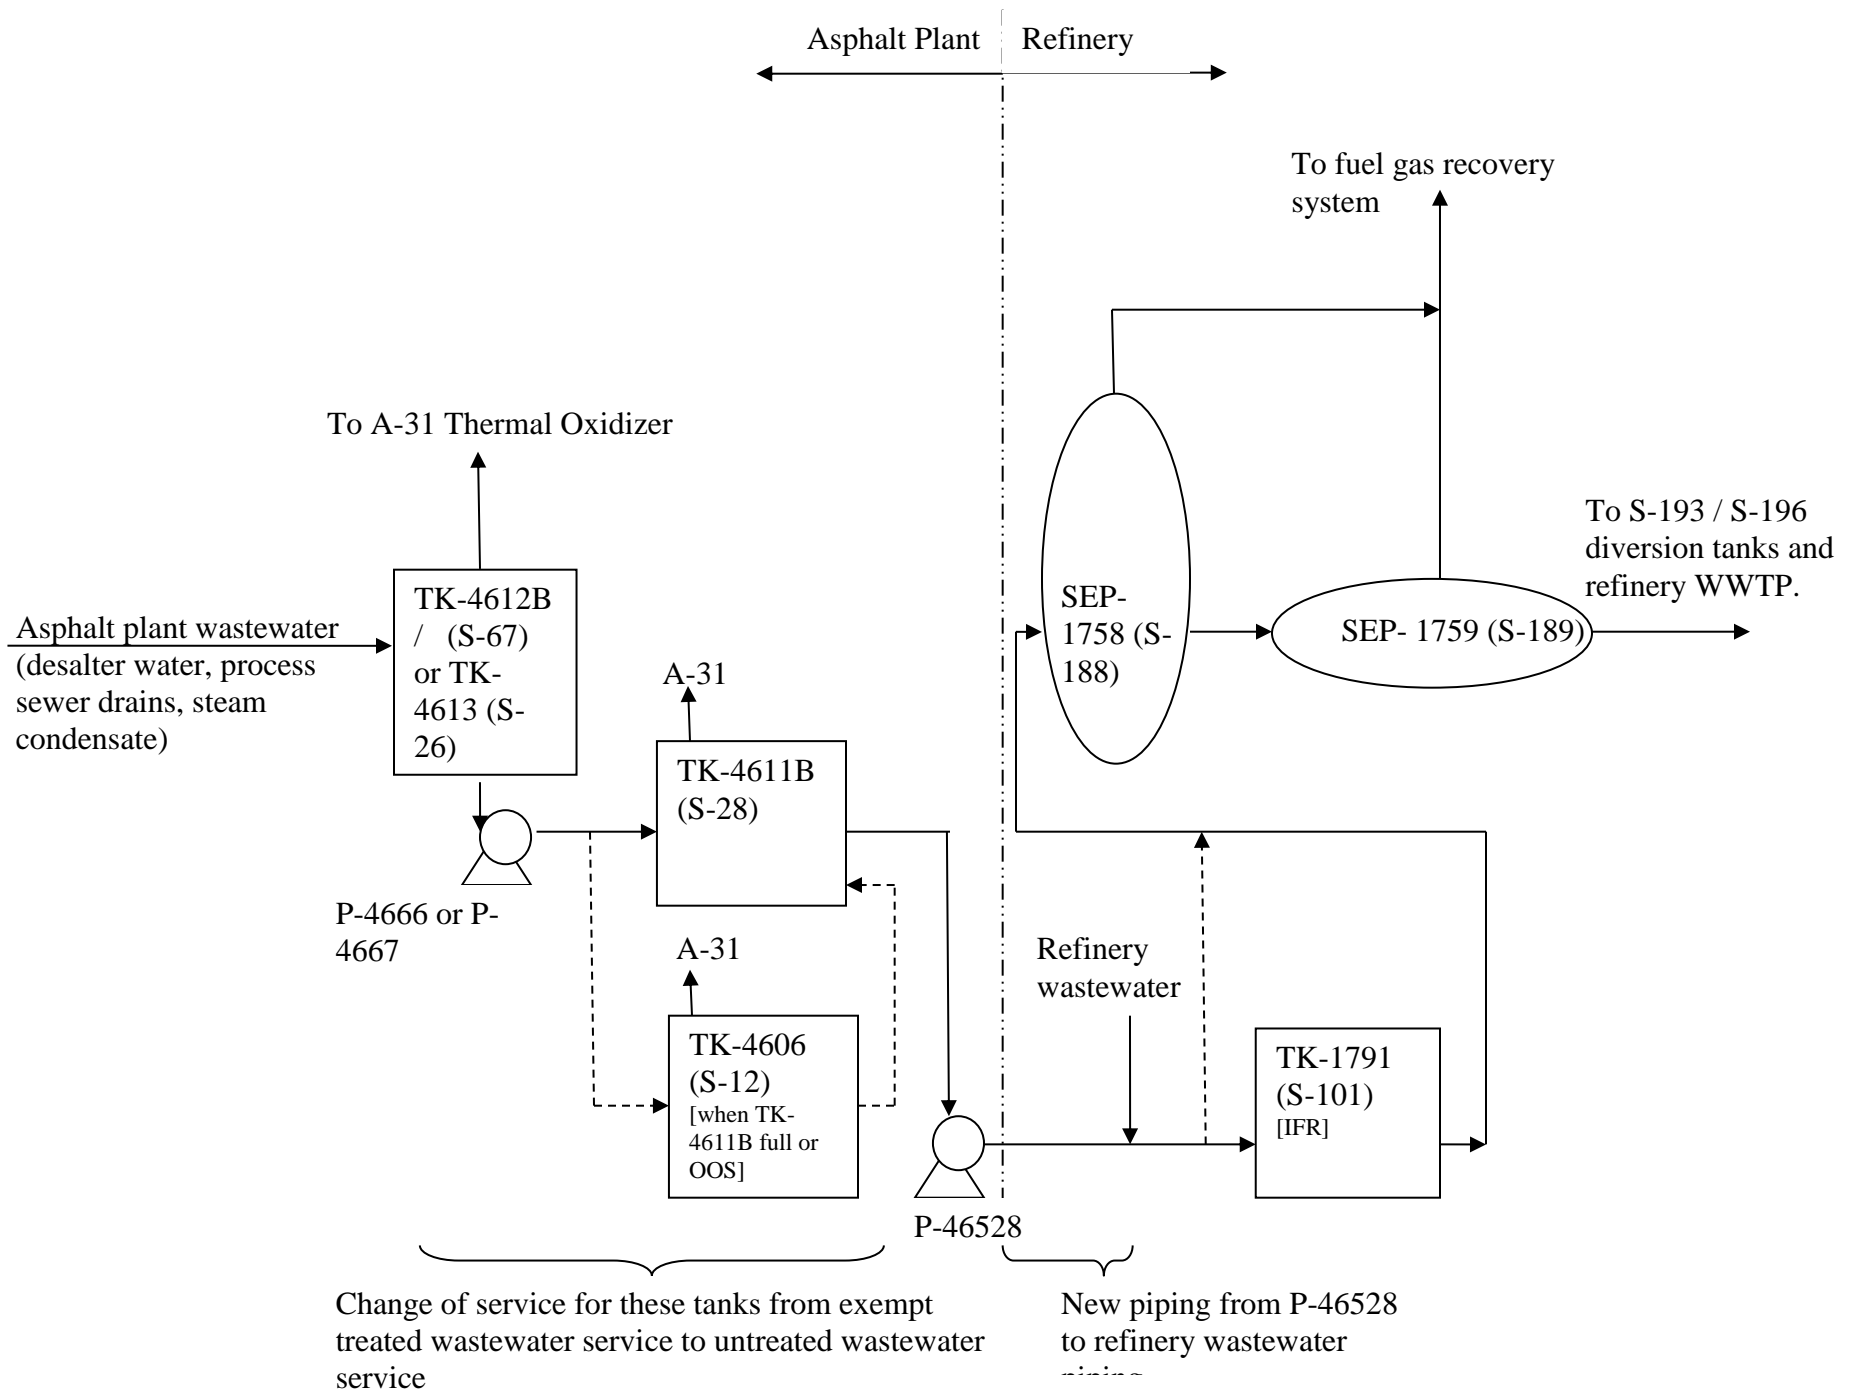 Asphalt Plant
Refinery
To fuel gas recovery
system
To A-31 Thermal Oxidizer
To S-193 / S-196
diversion tanks and
refinery WWTP.
TK-4612B
/ (S-67)
or TK-
4613 (S-
26)
Asphalt plant wastewater
(desalter water, process
sewer drains, steam
condensate)
SEP-
1758 (S-
188)
SEP- 1759 (S-189)
A-31
TK-4611B
(S-28)
P-4666 or P-
4667
A-31
TK-4606
(S-12)
[when TK-
4611B full or
OOS]
Refinery
wastewater
TK-1791
(S-101)
[IFR]
P-46528
Change of service for these tanks from exempt
treated wastewater service to untreated wastewater
service
New piping from P-46528
to refinery wastewater